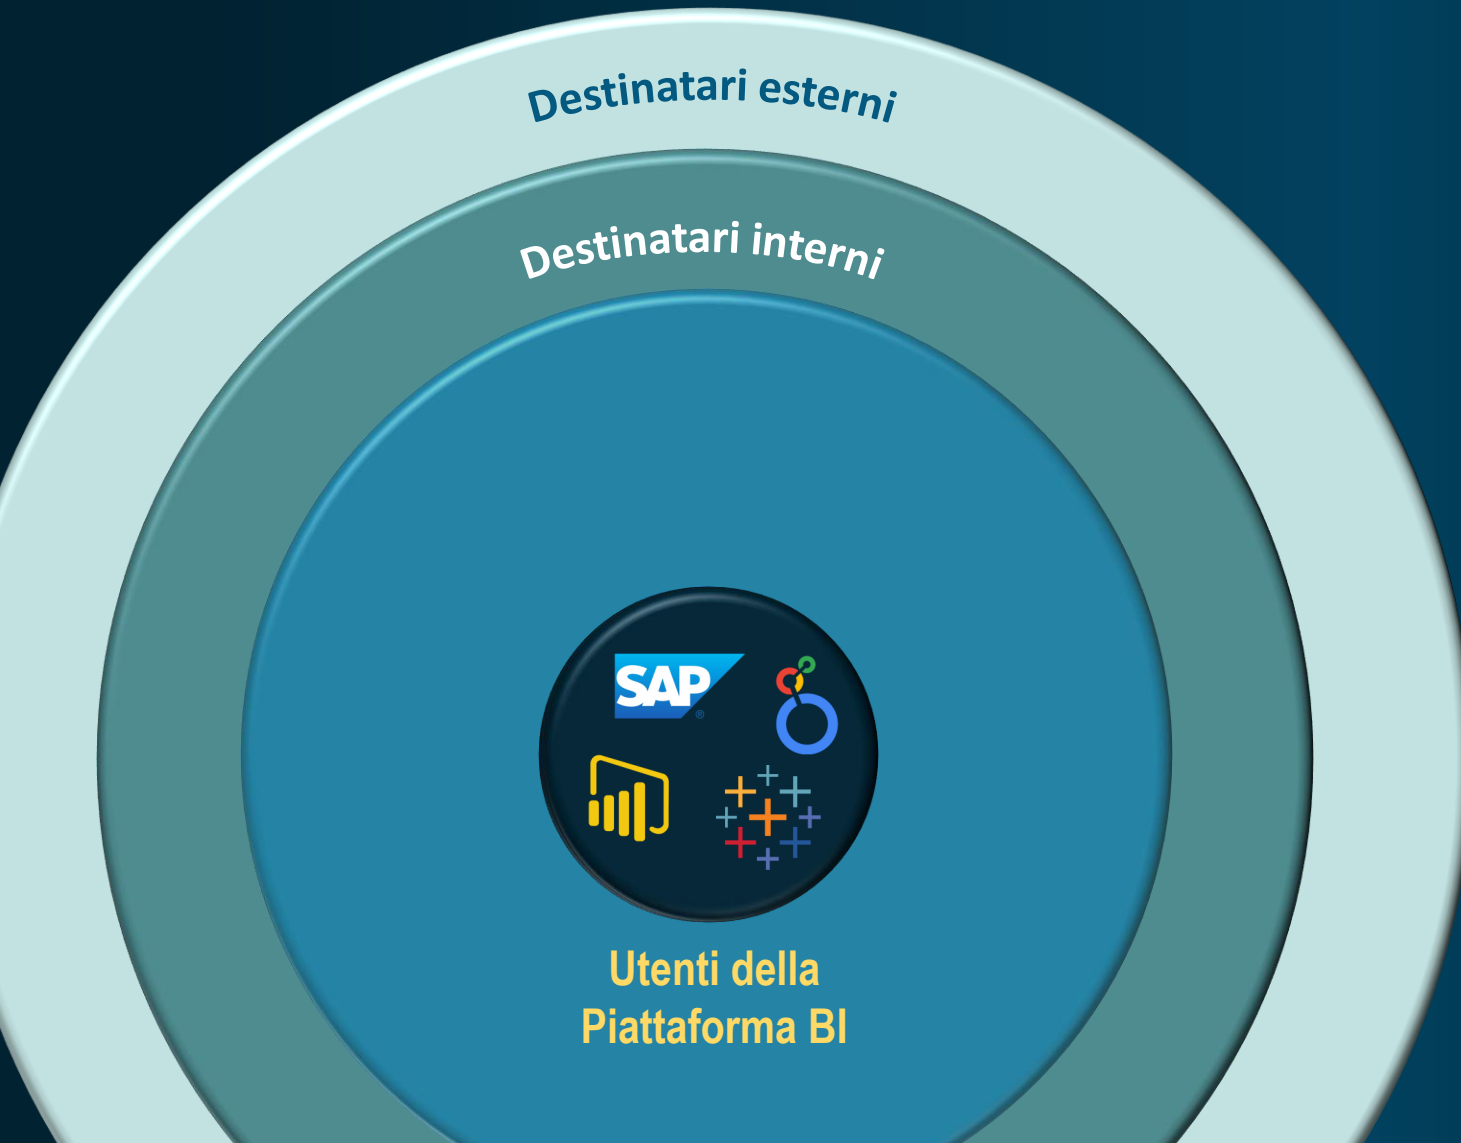 Destinatari esterni
Destinatari interni
SAP
®
Utenti della
Piattaforma BI